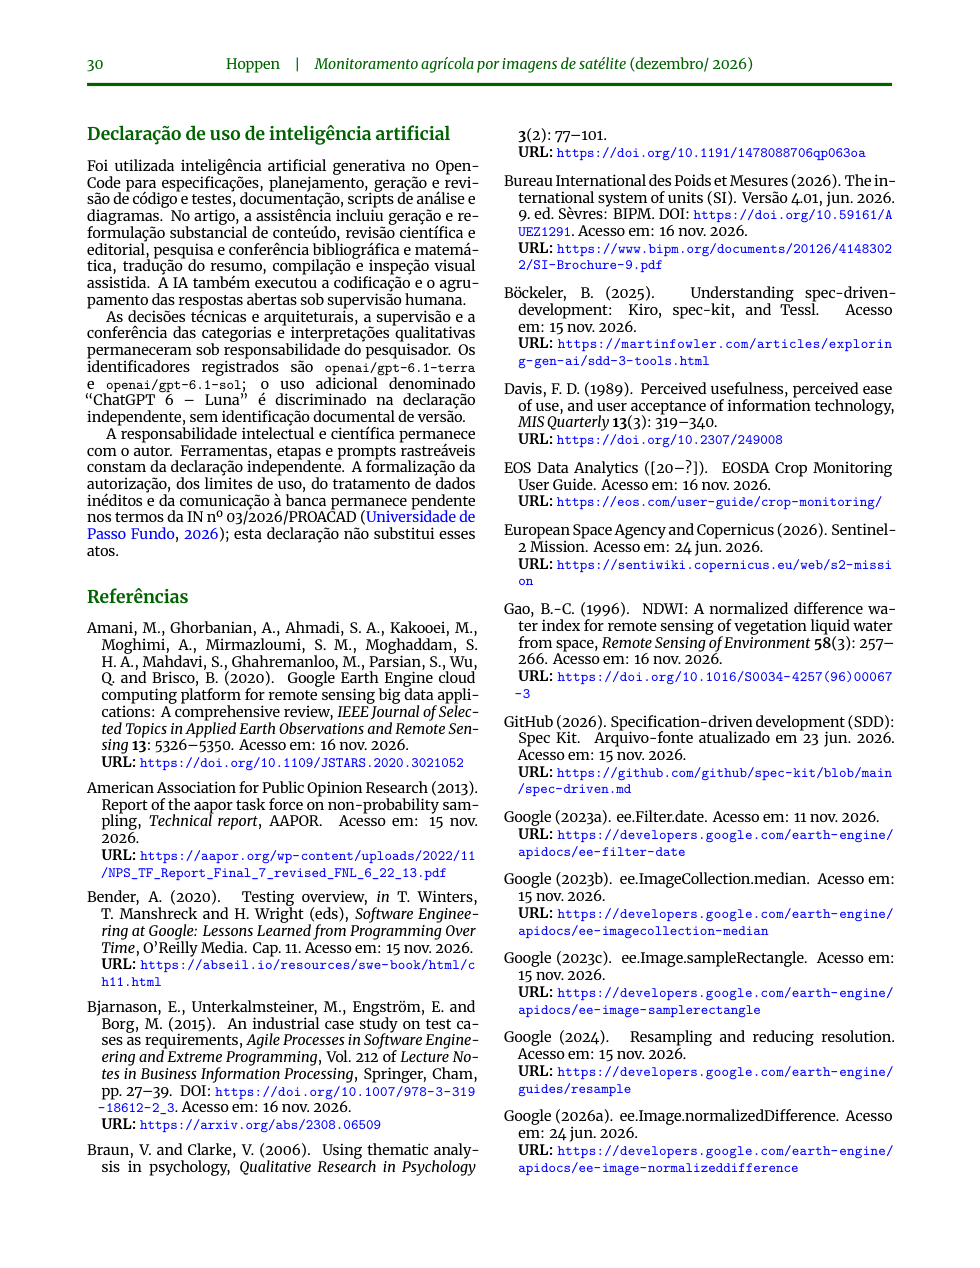 30 Hoppen | Monitoramento agrícola por imagens de satélite (dezembro/ 2026)
Declaração de uso de inteligência artificial
Foi utilizada inteligência artificial generativa no Open-
Code para especificações, planejamento, geração e revi-
são de código e testes, documentação, scripts de análise e
diagramas. No artigo, a assistência incluiu geração e re-
formulação substancial de conteúdo, revisão científica e
editorial, pesquisa e conferência bibliográfica e matemá-
tica, tradução do resumo, compilação e inspeção visual
assistida. A IA também executou a codificação e o agru-
pamento das respostas abertas sob supervisão humana.
As decisões técnicas e arquiteturais, a supervisão e a
conferência das categorias e interpretações qualitativas
permaneceram sob responsabilidade do pesquisador. Os
identificadores registrados são openai/gpt-6.1-terra
e openai/gpt-6.1-sol; o uso adicional denominado
“ChatGPT 6 – Luna” é discriminado na declaração
independente, sem identificação documental de versão.
A responsabilidade intelectual e científica permanece
com o autor. Ferramentas, etapas e prompts rastreáveis
constam da declaração independente. A formalização da
autorização, dos limites de uso, do tratamento de dados
inéditos e da comunicação à banca permanece pendente
nos termos da IN nº 03/2026/PROACAD (Universidade de
Passo Fundo, 2026); esta declaração não substitui esses
atos.
Referências
Amani, M., Ghorbanian, A., Ahmadi, S. A., Kakooei, M.,
Moghimi, A., Mirmazloumi, S. M., Moghaddam, S.
H. A., Mahdavi, S., Ghahremanloo, M., Parsian, S., Wu,
Q. and Brisco, B. (2020). Google Earth Engine cloud
computing platform for remote sensing big data appli-
cations: A comprehensive review, IEEE Journal of Selec-
ted Topics in Applied Earth Observations and Remote Sen-
sing 13: 5326–5350. Acesso em: 16 nov. 2026.
URL: https://doi.org/10.1109/JSTARS.2020.3021052
American Association for Public Opinion Research (2013).
Report of the aapor task force on non-probability sam-
pling, Technical report, AAPOR. Acesso em: 15 nov.
2026.
URL: https://aapor.org/wp-content/uploads/2022/11
/NPS_TF_Report_Final_7_revised_FNL_6_22_13.pdf
Bender, A. (2020). Testing overview, in T. Winters,
T. Manshreck and H. Wright (eds), Software Enginee-
ring at Google: Lessons Learned from Programming Over
Time, O’Reilly Media. Cap. 11. Acesso em: 15 nov. 2026.
URL: https://abseil.io/resources/swe-book/html/c
h11.html
Bjarnason, E., Unterkalmsteiner, M., Engström, E. and
Borg, M. (2015). An industrial case study on test ca-
ses as requirements, Agile Processes in Software Engine-
ering and Extreme Programming, Vol. 212 of Lecture No-
tes in Business Information Processing, Springer, Cham,
pp. 27–39. DOI: https://doi.org/10.1007/978-3-319
-18612-2_3. Acesso em: 16 nov. 2026.
URL: https://arxiv.org/abs/2308.06509
Braun, V. and Clarke, V. (2006). Using thematic analy-
sis in psychology, Qualitative Research in Psychology
3(2): 77–101.
URL: https://doi.org/10.1191/1478088706qp063oa
Bureau International des Poids et Mesures (2026). The in-
ternational system of units (SI). Versão 4.01, jun. 2026.
9. ed. Sèvres: BIPM. DOI: https://doi.org/10.59161/A
UEZ1291. Acesso em: 16 nov. 2026.
URL: https://www.bipm.org/documents/20126/4148302
2/SI-Brochure-9.pdf
Böckeler, B. (2025). Understanding spec-driven-
development: Kiro, spec-kit, and Tessl. Acesso
em: 15 nov. 2026.
URL: https://martinfowler.com/articles/explorin
g-gen-ai/sdd-3-tools.html
Davis, F. D. (1989). Perceived usefulness, perceived ease
of use, and user acceptance of information technology,
MIS Quarterly 13(3): 319–340.
URL: https://doi.org/10.2307/249008
EOS Data Analytics ([20–?]). EOSDA Crop Monitoring
User Guide. Acesso em: 16 nov. 2026.
URL: https://eos.com/user-guide/crop-monitoring/
European Space Agency and Copernicus (2026). Sentinel-
2 Mission. Acesso em: 24 jun. 2026.
URL: https://sentiwiki.copernicus.eu/web/s2-missi
on
Gao, B.-C. (1996). NDWI: A normalized difference wa-
ter index for remote sensing of vegetation liquid water
from space, Remote Sensing of Environment 58(3): 257–
266. Acesso em: 16 nov. 2026.
URL: https://doi.org/10.1016/S0034-4257(96)00067
-3
GitHub (2026). Specification-driven development (SDD):
Spec Kit. Arquivo-fonte atualizado em 23 jun. 2026.
Acesso em: 15 nov. 2026.
URL: https://github.com/github/spec-kit/blob/main
/spec-driven.md
Google (2023a). ee.Filter.date. Acesso em: 11 nov. 2026.
URL: https://developers.google.com/earth-engine/
apidocs/ee-filter-date
Google (2023b). ee.ImageCollection.median. Acesso em:
15 nov. 2026.
URL: https://developers.google.com/earth-engine/
apidocs/ee-imagecollection-median
Google (2023c). ee.Image.sampleRectangle. Acesso em:
15 nov. 2026.
URL: https://developers.google.com/earth-engine/
apidocs/ee-image-samplerectangle
Google (2024). Resampling and reducing resolution.
Acesso em: 15 nov. 2026.
URL: https://developers.google.com/earth-engine/
guides/resample
Google (2026a). ee.Image.normalizedDifference. Acesso
em: 24 jun. 2026.
URL: https://developers.google.com/earth-engine/
apidocs/ee-image-normalizeddifference